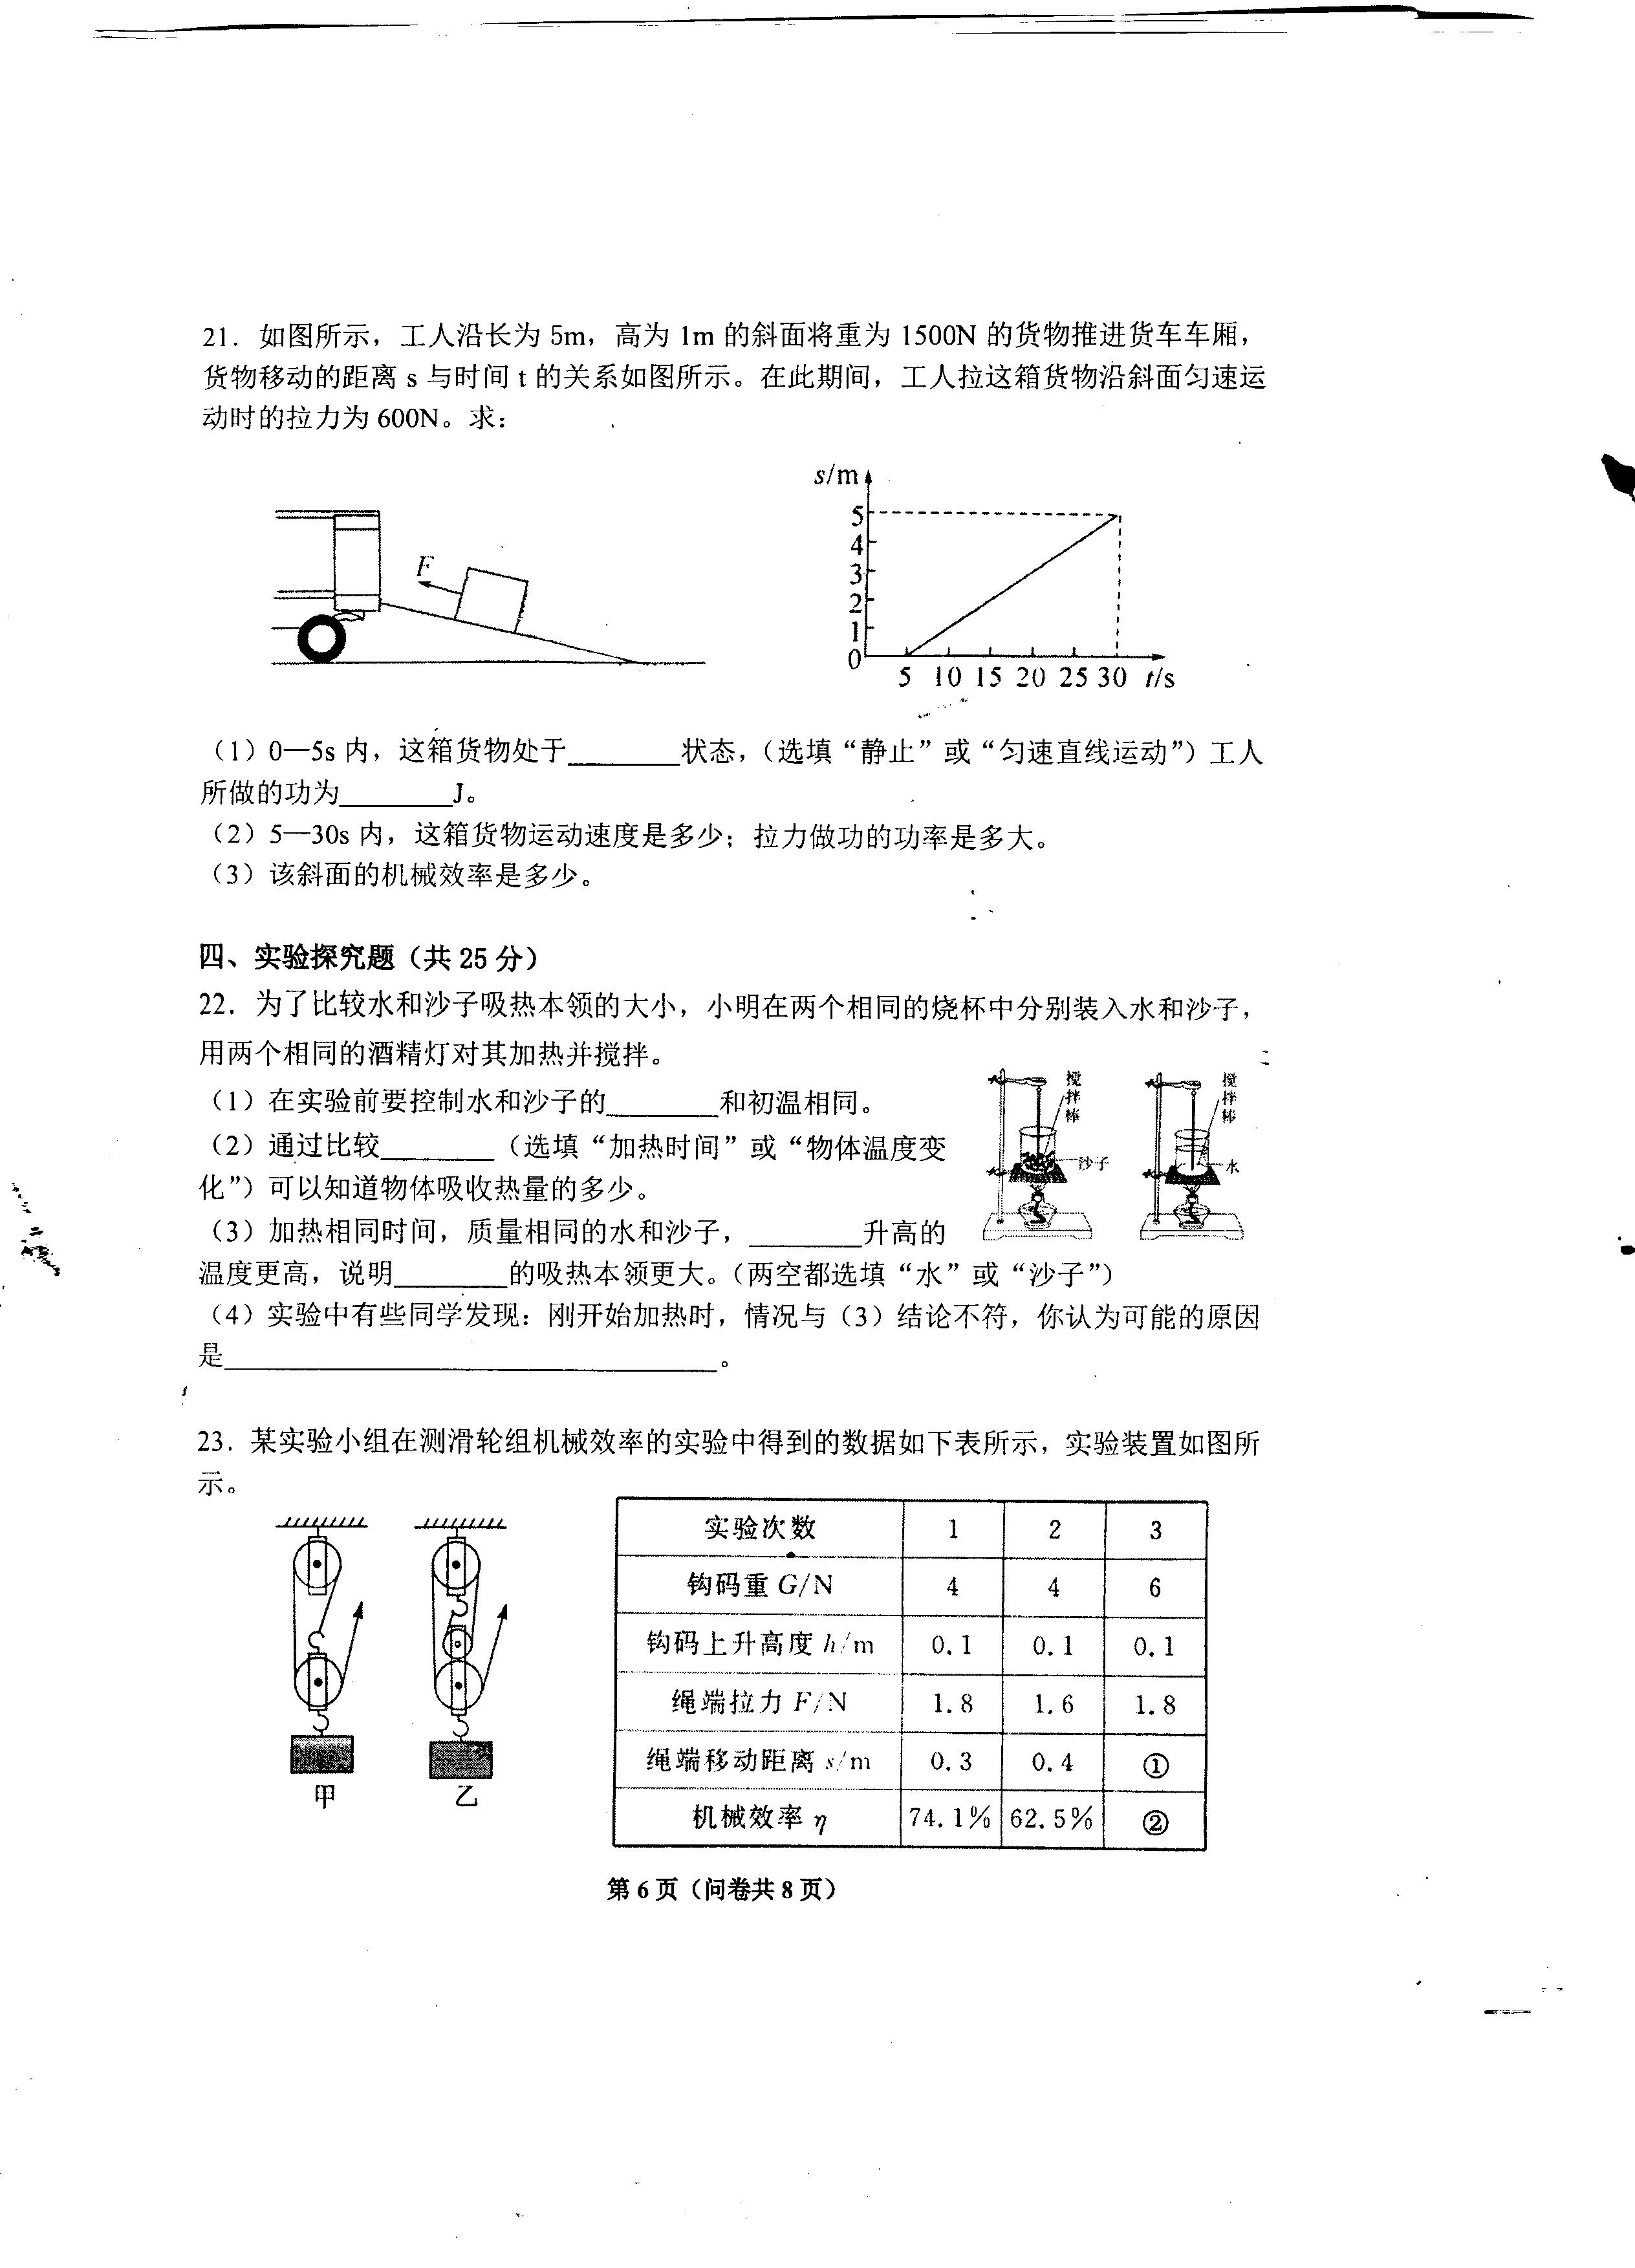 21．如图所示，工人沿长为 5m，高为 1m 的斜面将重为 1500N 的货物推进货车车厢，
货物移动的距离 s 与时间 t 的关系如图所示。在此期间，工人拉这箱货物沿斜面匀速运
动时的拉力为 600N。求：
F
s/m
5
4
3
2
1
0
5 10 15 20 25 30 t/s
（1）0—5s 内，这箱货物处于________状态，（选填“静止”或“匀速直线运动”）工人
所做的功为________J。
（2）5—30s 内，这箱货物运动速度是多少；拉力做功的功率是多大。
（3）该斜面的机械效率是多少。
四、实验探究题（共 25 分）
22．为了比较水和沙子吸热本领的大小，小明在两个相同的烧杯中分别装入水和沙子，
用两个相同的酒精灯对其加热并搅拌。
（1）在实验前要控制水和沙子的________和初温相同。
（2）通过比较________（选填“加热时间”或“物体温度变
化”）可以知道物体吸收热量的多少。
（3）加热相同时间，质量相同的水和沙子，________升高的
温度更高，说明________的吸热本领更大。（两空都选填“水”或“沙子”）
（4）实验中有些同学发现：刚开始加热时，情况与（3）结论不符，你认为可能的原因
是____________________________________。
搅拌棒
沙子
搅拌棒
水
23．某实验小组在测滑轮组机械效率的实验中得到的数据如下表所示，实验装置如图所
示。
甲 乙
实验次数 1 2 3
钩码重 G/N 4 4 6
钩码上升高度 h/m 0.1 0.1 0.1
绳端拉力 F/N 1.8 1.6 1.8
绳端移动距离 s/m 0.3 0.4 ①
机械效率 η 74.1% 62.5% ②
第 6 页（问卷共 8 页）